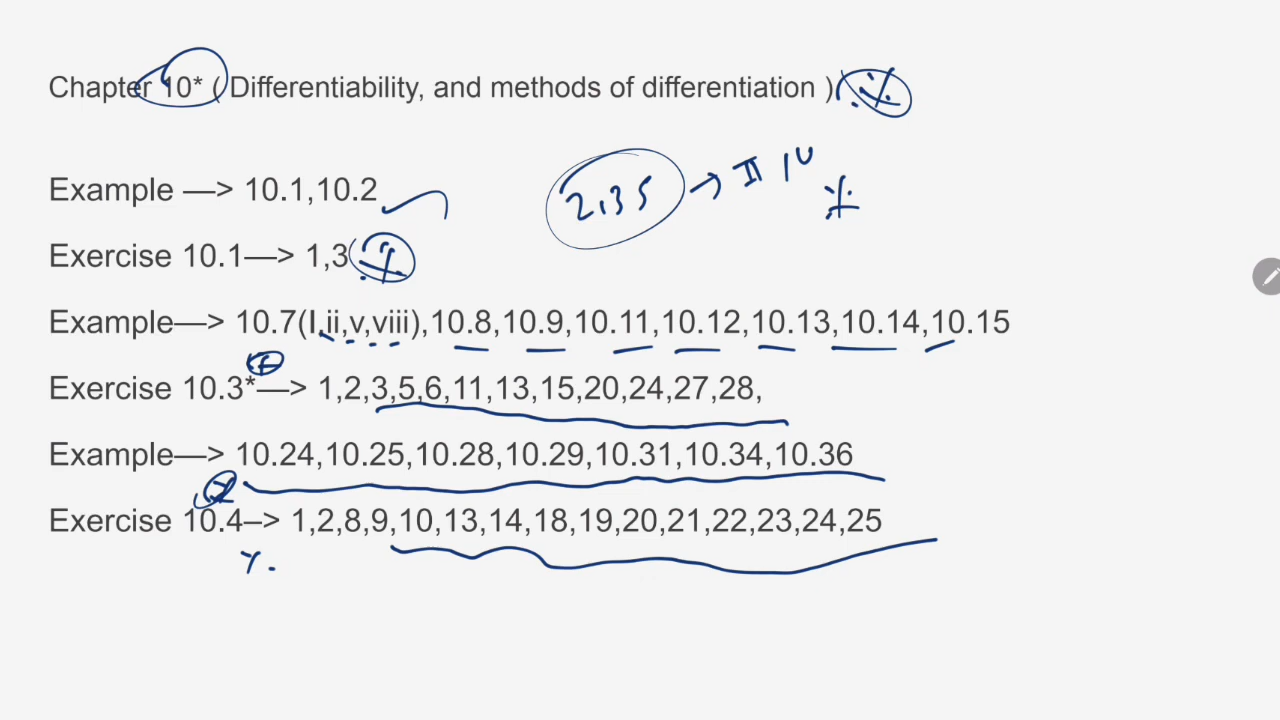 Chapter 10* ( Differentiability, and methods of differentiation )
Example —> 10.1,10.2
2,3 5 → II IV
Exercise 10.1—> 1,3
Example—> 10.7(I,ii,v,viii),10.8,10.9,10.11,10.12,10.13,10.14,10.15
Exercise 10.3*—> 1,2,3,5,6,11,13,15,20,24,27,28,
Example—> 10.24,10.25,10.28,10.29,10.31,10.34,10.36
Exercise 10.4–> 1,2,8,9,10,13,14,18,19,20,21,22,23,24,25